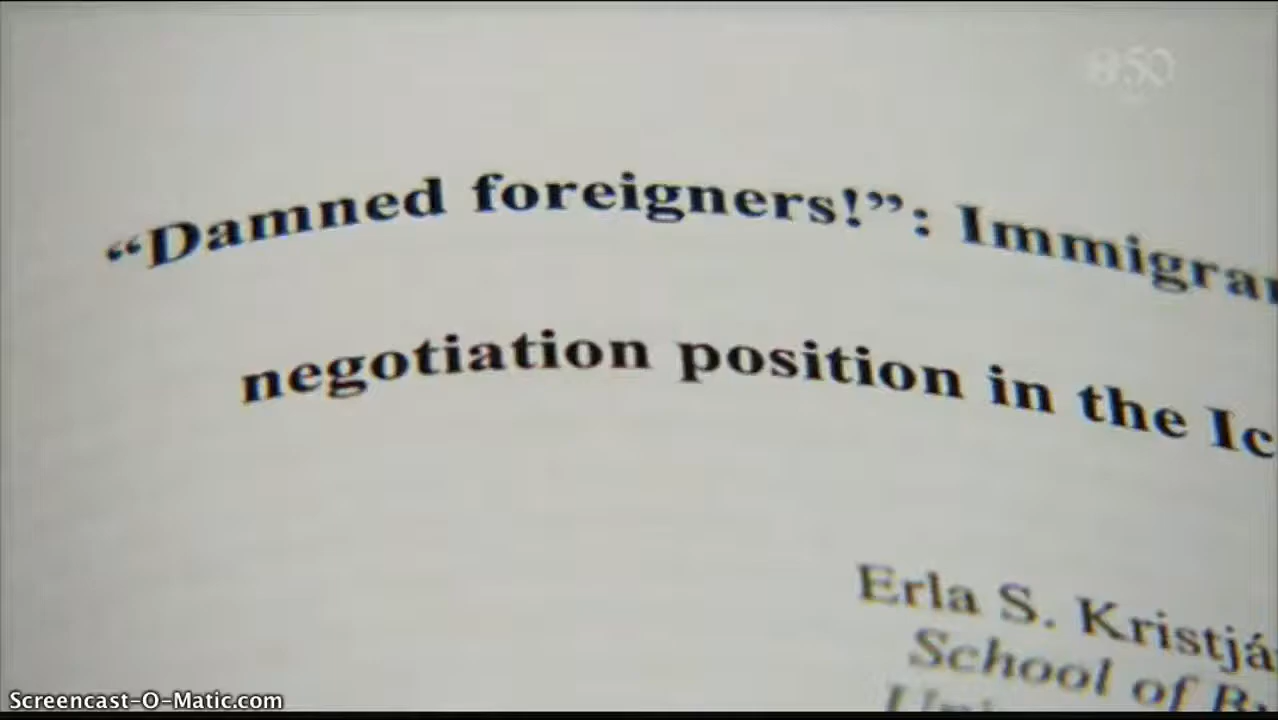 “Damned foreigners!”: Immigra
negotiation position in the Ic
Erla S. Kristjá
School of
Screencast-O-Matic.com